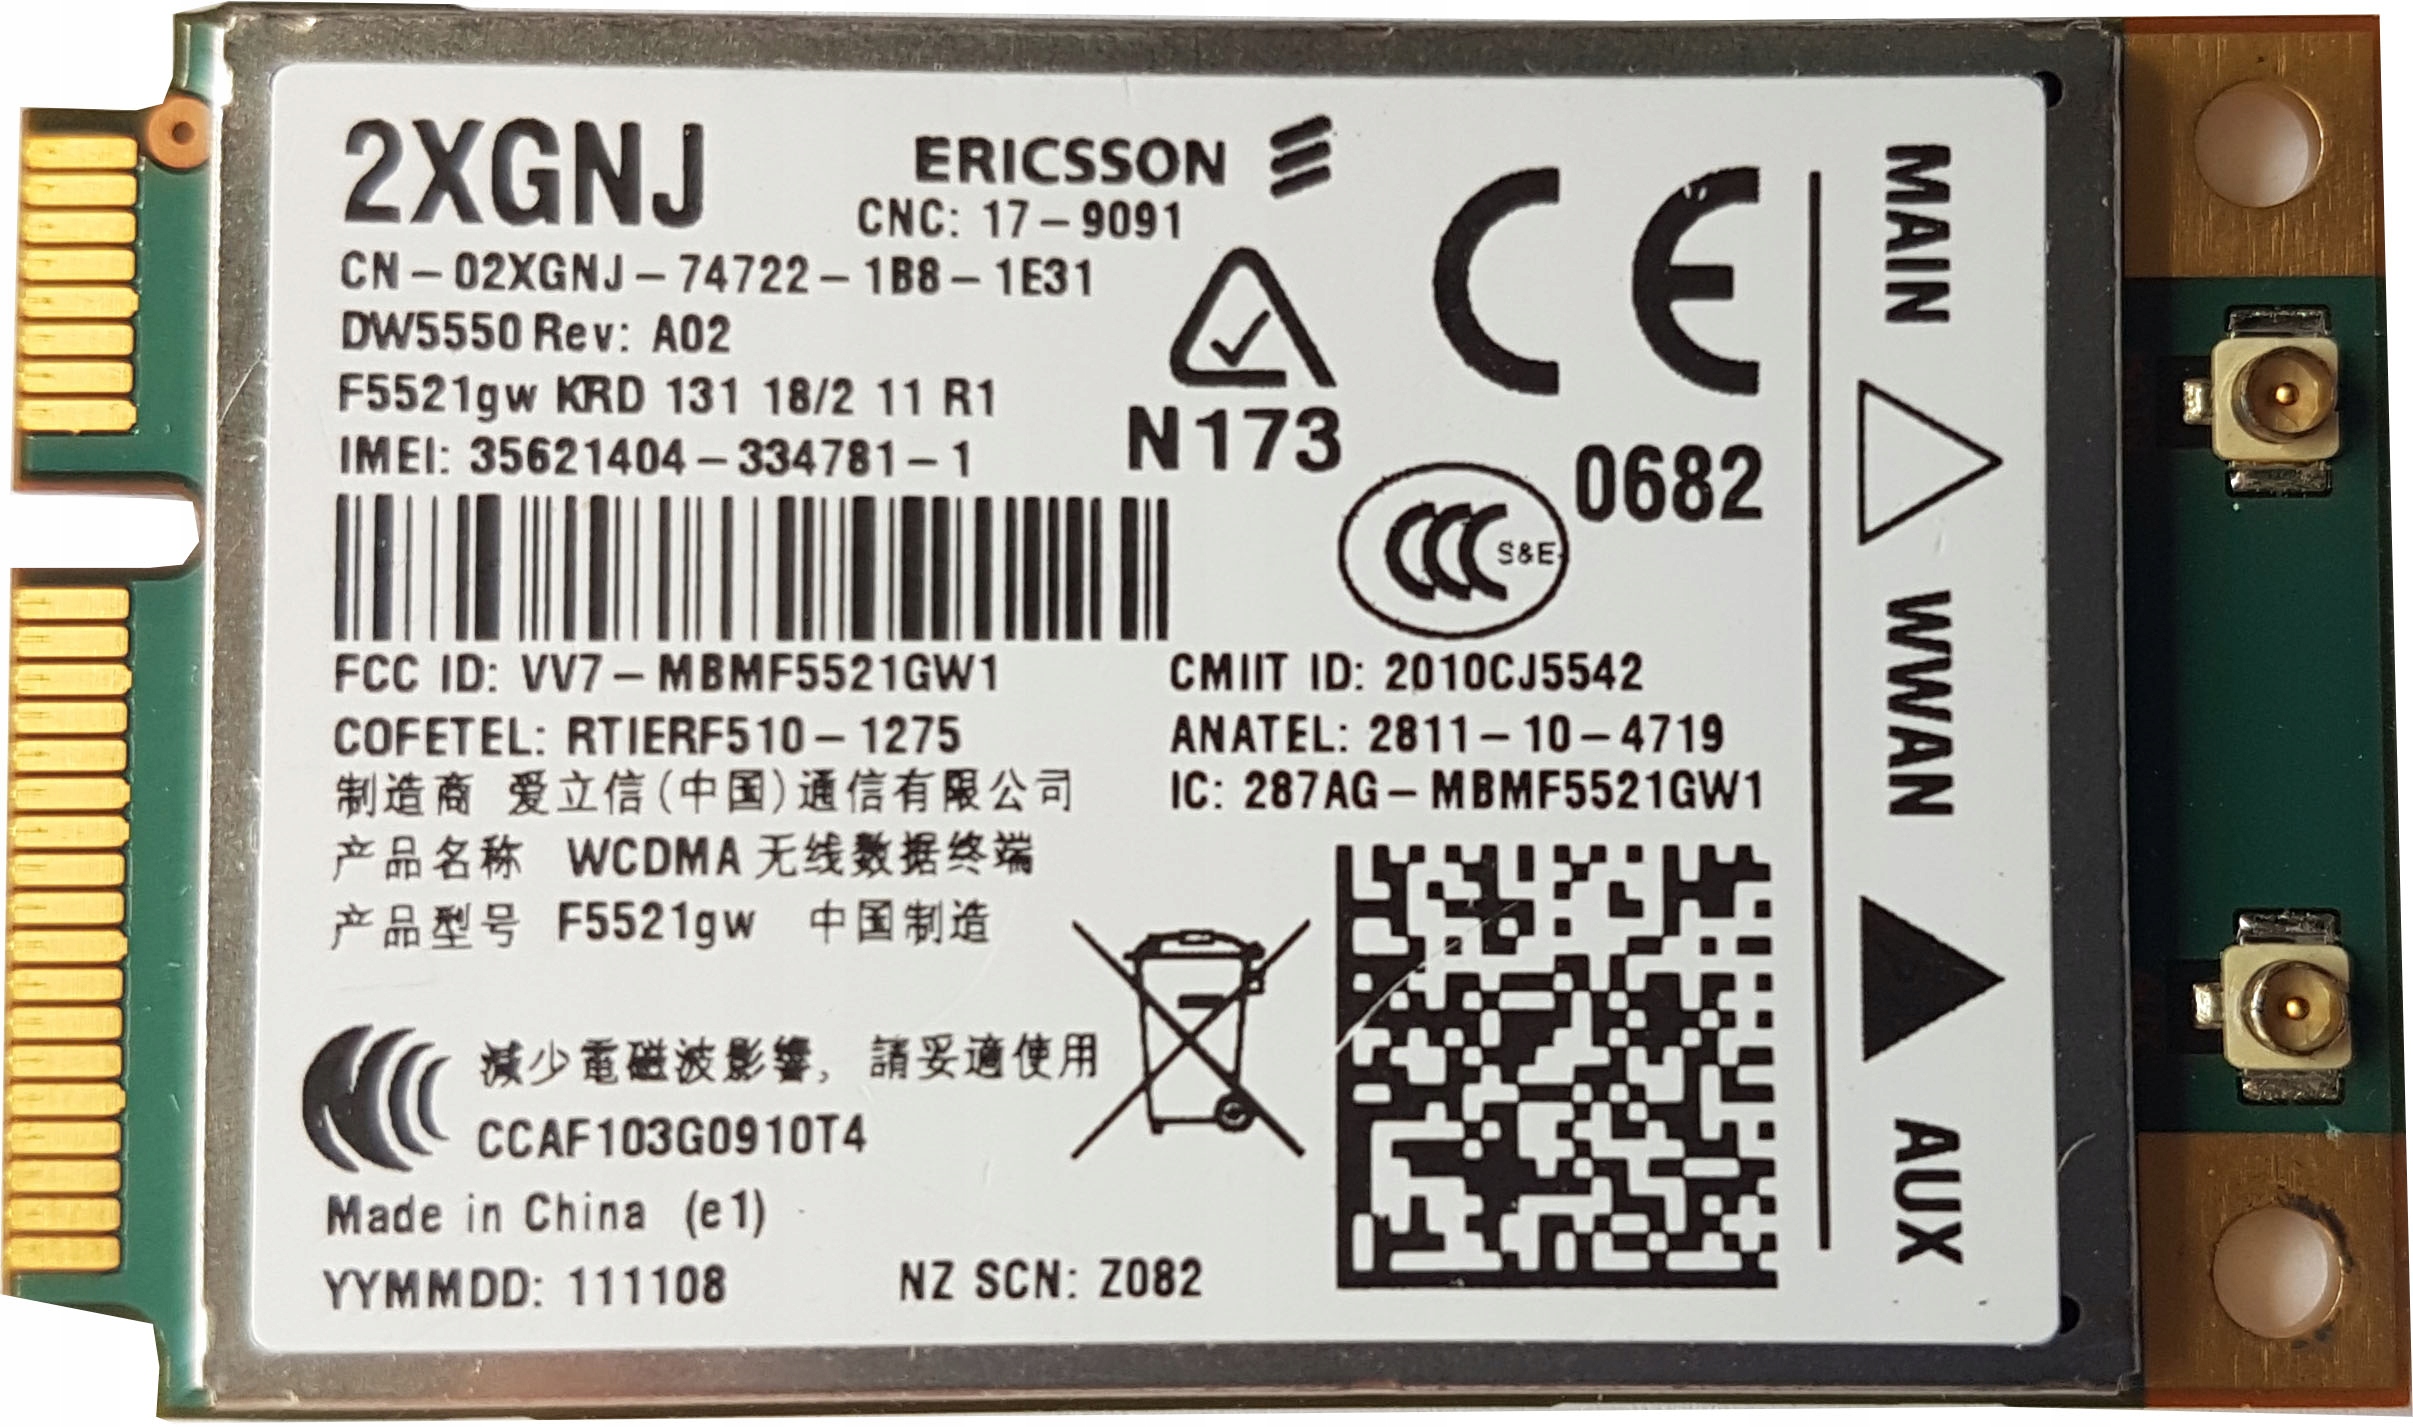 2XGNJ
ERICSSON
CNC: 17-9091
CN-02XGNJ-74722-1B8-1E31
DW5550 Rev: A02
F5521gw KRD 131 18/2 11 R1
IMEI: 35621404-334781-1
N173
0682
S&E
FCC ID: VV7-MBMF5521GW1
CMIIT ID: 2010CJ5542
COFETEL: RTIERF510-1275
ANATEL: 2811-10-4719
制造商 爱立信(中国)通信有限公司
IC: 287AG-MBMF5521GW1
产品名称 WCDMA 无线数据终端
产品型号 F5521gw 中国制造
減少電磁波影響, 請妥適使用
CCAF103G0910T4
Made in China (e1)
YYMMDD: 111108
NZ SCN: Z082
MAIN
WWAN
AUX